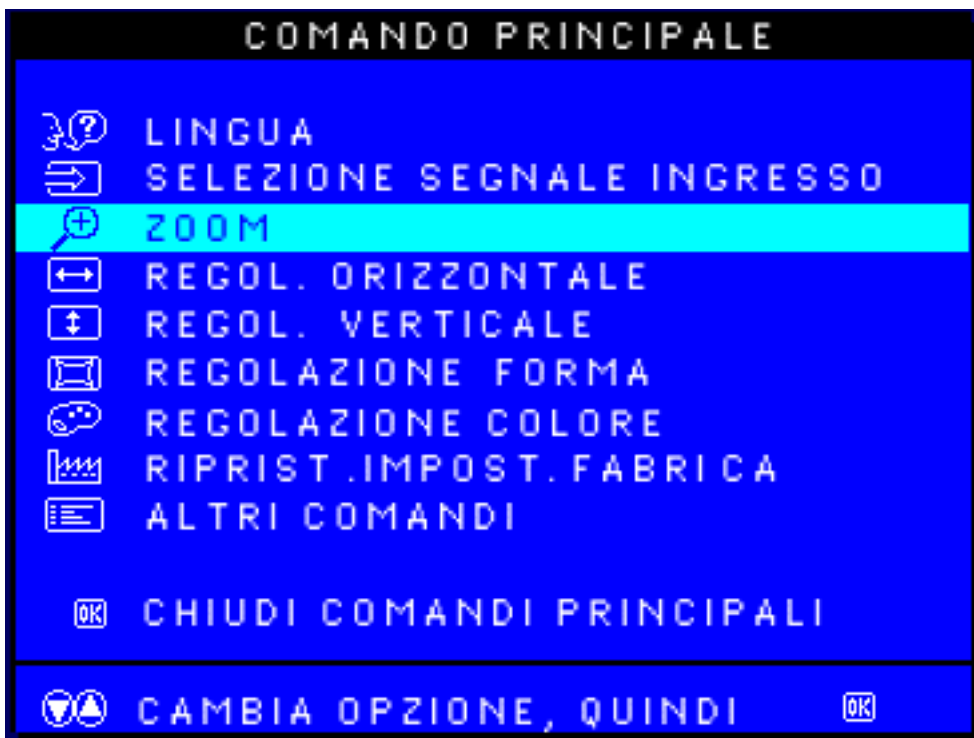 COMANDO PRINCIPALE
LINGUA
SELEZIONE SEGNALE INGRESSO
ZOOM
REGOL. ORIZZONTALE
REGOL. VERTICALE
REGOLAZIONE FORMA
REGOLAZIONE COLORE
RIPRIST.IMPOST.FABRICA
ALTRI COMANDI
OK CHIUDI COMANDI PRINCIPALI
CAMBIA OPZIONE, QUINDI OK